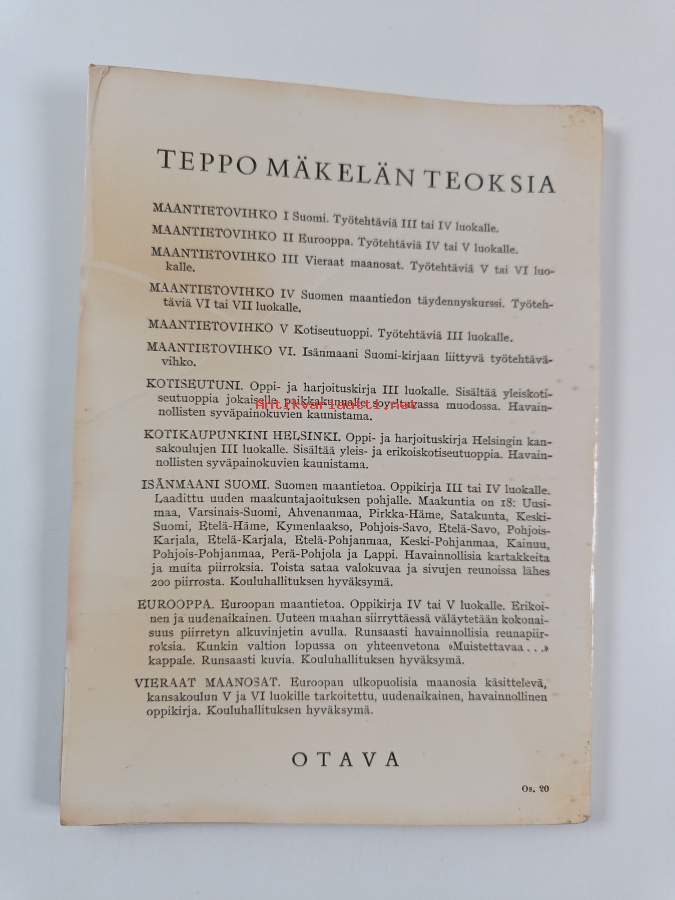 TEPPO MÄKELÄN TEOKSIA
MAANTIETOVIHKO I Suomi. Työtehtäviä III tai IV luokalle.
MAANTIETOVIHKO II Eurooppa. Työtehtäviä IV tai V luokalle.
MAANTIETOVIHKO III Vieraat maanosat. Työtehtäviä V tai VI luo-
kalle.
MAANTIETOVIHKO IV Suomen maantiedon täydennyskurssi. Työteh-
täviä VI tai VII luokalle.
MAANTIETOVIHKO V Kotiseutuoppi. Työtehtäviä III luokalle.
MAANTIETOVIHKO VI. Isänmaani Suomi-kirjaan liittyvä työtehtävä-
vihko.
KOTISEUTUNI. Oppi- ja harjoituskirja III luokalle. Sisältää yleiskoti-
seutuoppia jokaiselle paikkakunnalle soveltuvassa muodossa. Havain-
Antikvariaatti.net
nollisten syväpainokuvien kaunistama.
KOTIKAUPUNKINI HELSINKI. Oppi- ja harjoituskirja Helsingin kan-
sakoulujen III luokalle. Sisältää yleis- ja erikoiskotiseutuoppia. Havain-
nollisten syväpainokuvien kaunistama.
ISÄNMAANI SUOMI. Suomen maantietoa. Oppikirja III tai IV luokalle.
Laadittu uuden maakuntajaoituksen pohjalle. Maakuntia on 18: Uusi-
maa, Varsinais-Suomi, Ahvenanmaa, Pirkka-Häme, Satakunta, Keski-
Suomi, Etelä-Häme, Kymenlaakso, Pohjois-Savo, Etelä-Savo, Pohjois-
Karjala, Etelä-Karjala, Etelä-Pohjanmaa, Keski-Pohjanmaa, Kainuu,
Pohjois-Pohjanmaa, Perä-Pohjola ja Lappi. Havainnollisia kartakkeita
ja muita piirroksia. Toista sataa valokuvaa ja sivujen reunoissa lähes
200 piirrosta. Kouluhallituksen hyväksymä.
EUROOPPA. Euroopan maantietoa. Oppikirja IV tai V luokalle. Erikoi-
nen ja uudenaikainen. Uuteen maahan siirryttäessä väläytetään kokonai-
suus piirretyn alkuvinjetin avulla. Runsaasti havainnollisia reunapiir-
roksia. Kunkin valtion lopussa on yhteenvetona »Muistettavaa...»
kappale. Runsaasti kuvia. Kouluhallituksen hyväksymä.
VIERAAT MAANOSAT. Euroopan ulkopuolisia maanosia käsittelevä,
kansakoulun V ja VI luokille tarkoitettu, uudenaikainen, havainnollinen
oppikirja. Kouluhallituksen hyväksymä.
OTAVA
Os. 20